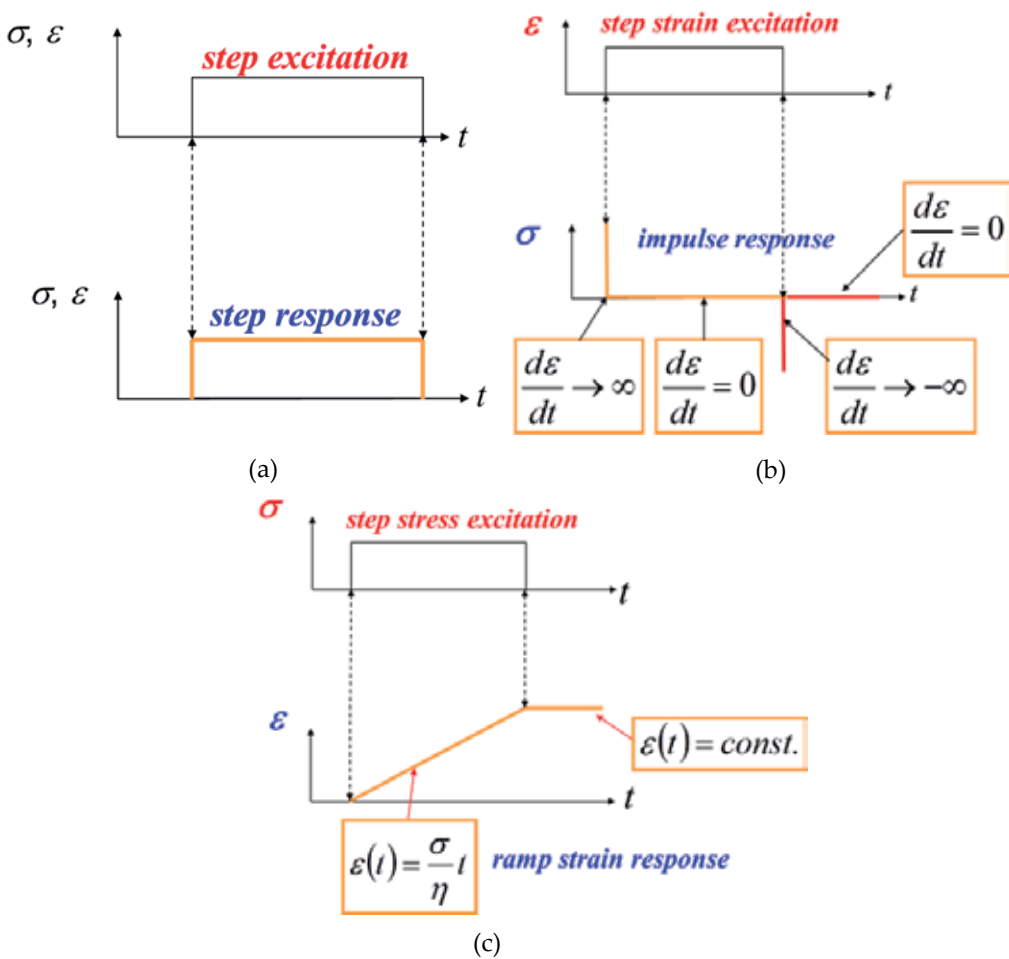 σ, ε
step excitation
t
σ, ε
step response
t
(a)
ε
step strain excitation
t
σ
impulse response
dε/dt = 0
t
dε/dt → ∞
dε/dt = 0
dε/dt → -∞
(b)
σ
step stress excitation
t
ε
ε(t) = const.
t
ε(t) = σ/η t
ramp strain response
(c)